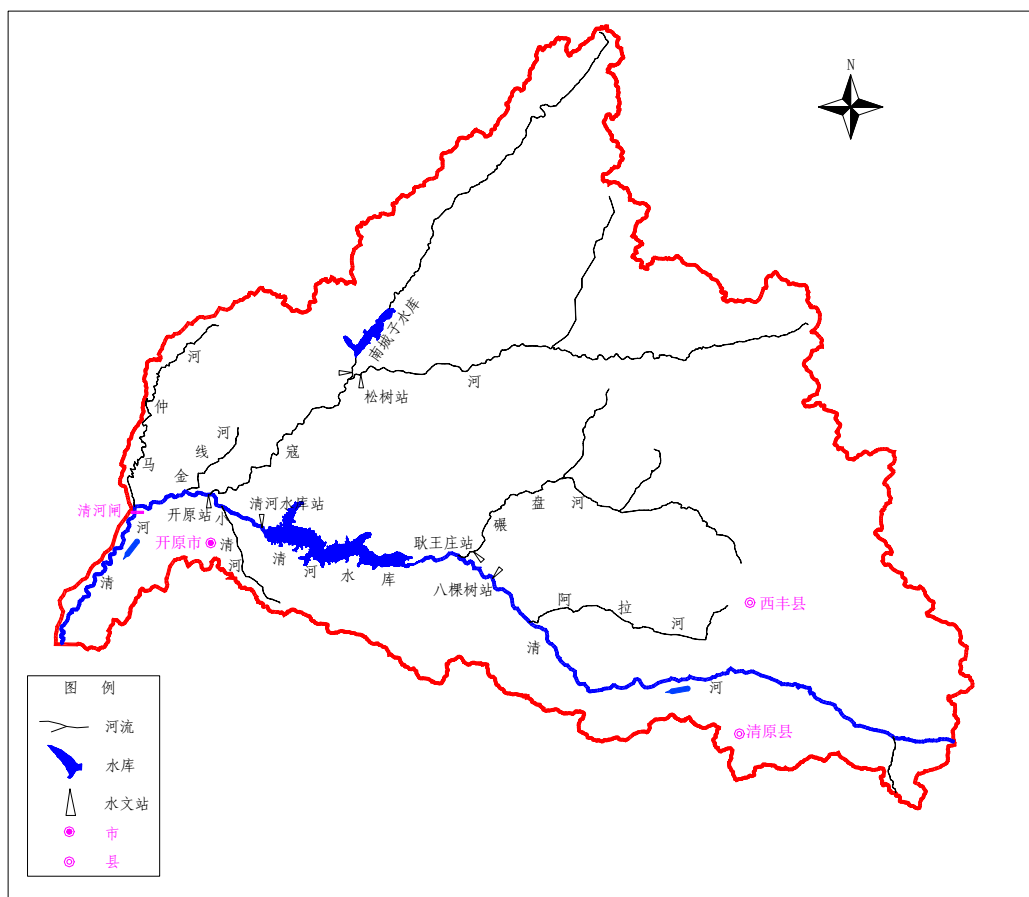 N
南城子水库
河
松树站
河
仲
河
线
寇
马
金
清河水库站
碾
盘
河
清河闸
开原站
小
河
开原市
清
耿王庄站
清
河
清
河
水
库
八棵树站
阿
拉
河
西丰县
清
河
清原县
图 例
河流
水库
水文站
市
县